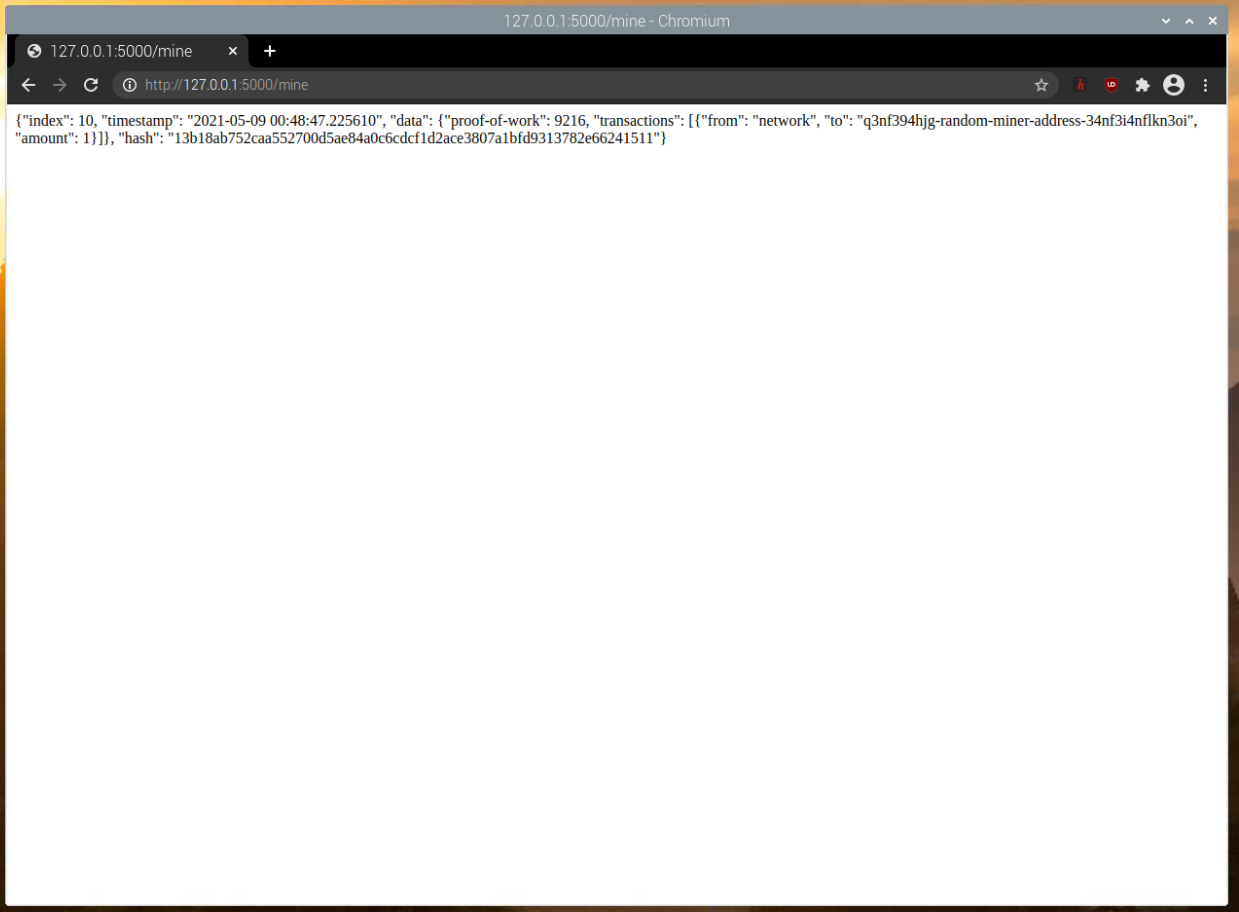 127.0.0.1:5000/mine - Chromium
127.0.0.1:5000/mine
http://127.0.0.1:5000/mine
{"index": 10, "timestamp": "2021-05-09 00:48:47.225610", "data": {"proof-of-work": 9216, "transactions": [{"from": "network", "to": "q3nf394hjg-random-miner-address-34nf3i4nflkn3oi",
"amount": 1}]}, "hash": "13b18ab752caa552700d5ae84a0c6cdcf1d2ace3807a1bfd9313782e66241511"}